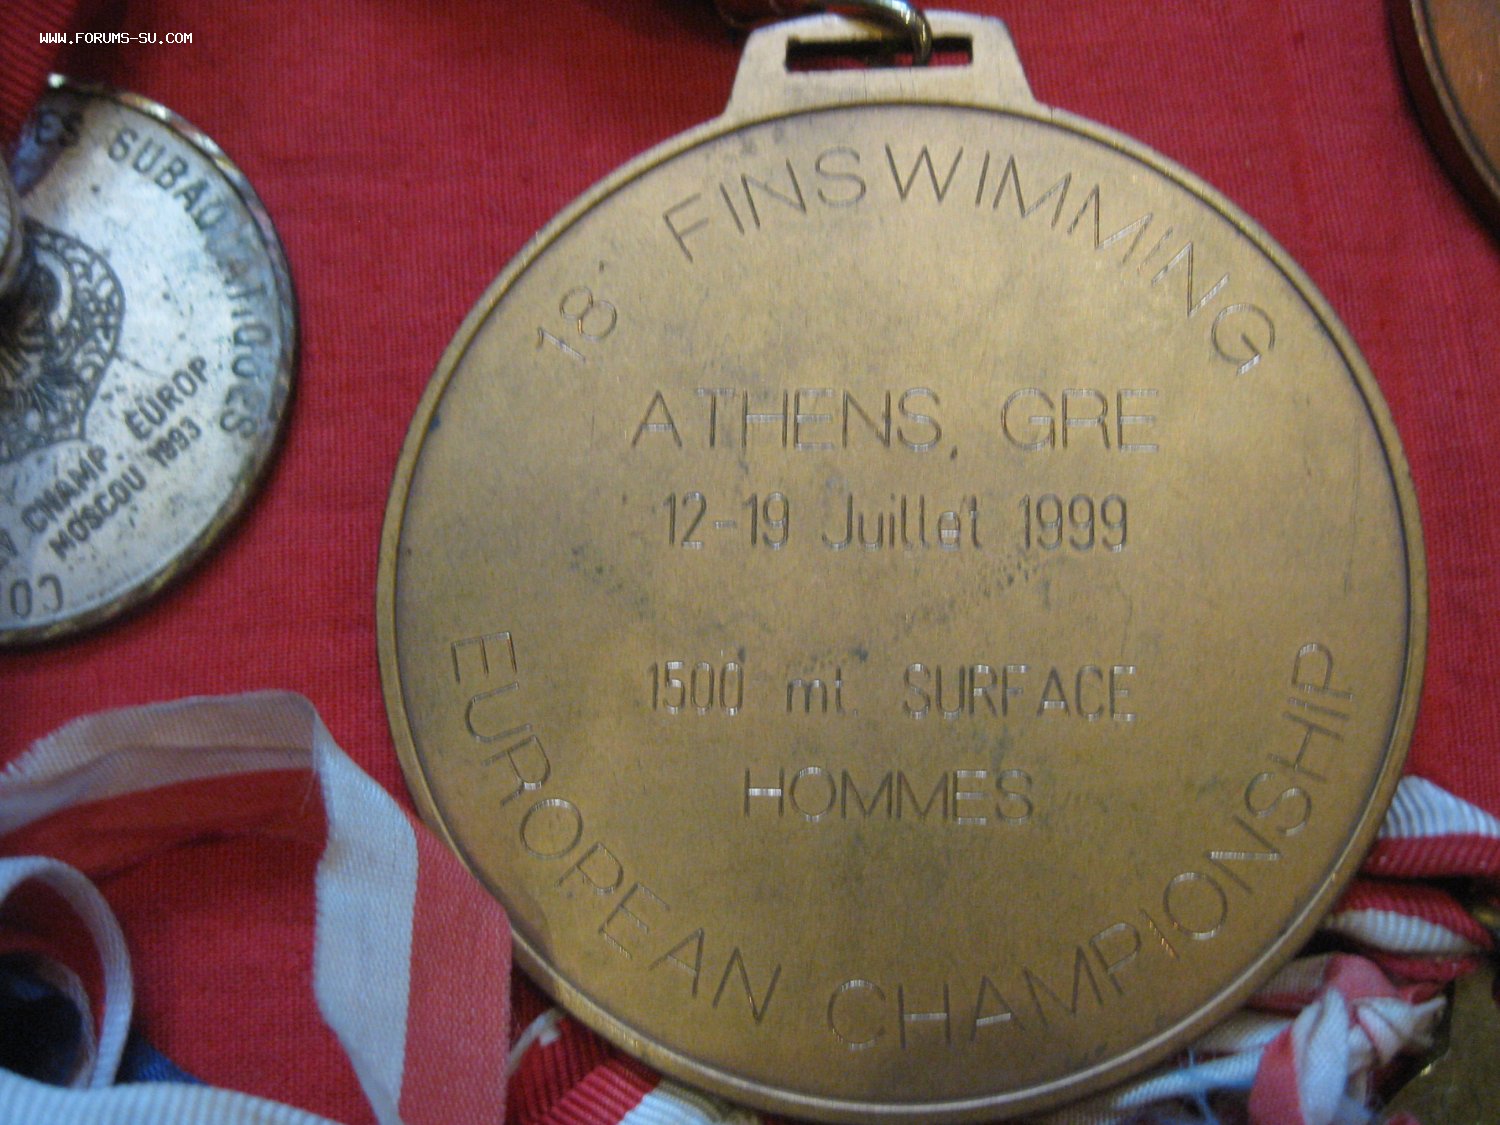 WWW.FORUMS-SU.COM
18 FINSWIMMING
ATHENS, GRE
12-19 Juillet 1999
1500 mt. SURFACE
HOMMES
EUROPEAN CHAMPIONSHIP
SUBAQUATIQUES
CHAMP. EUROP
MOSCOU 1993